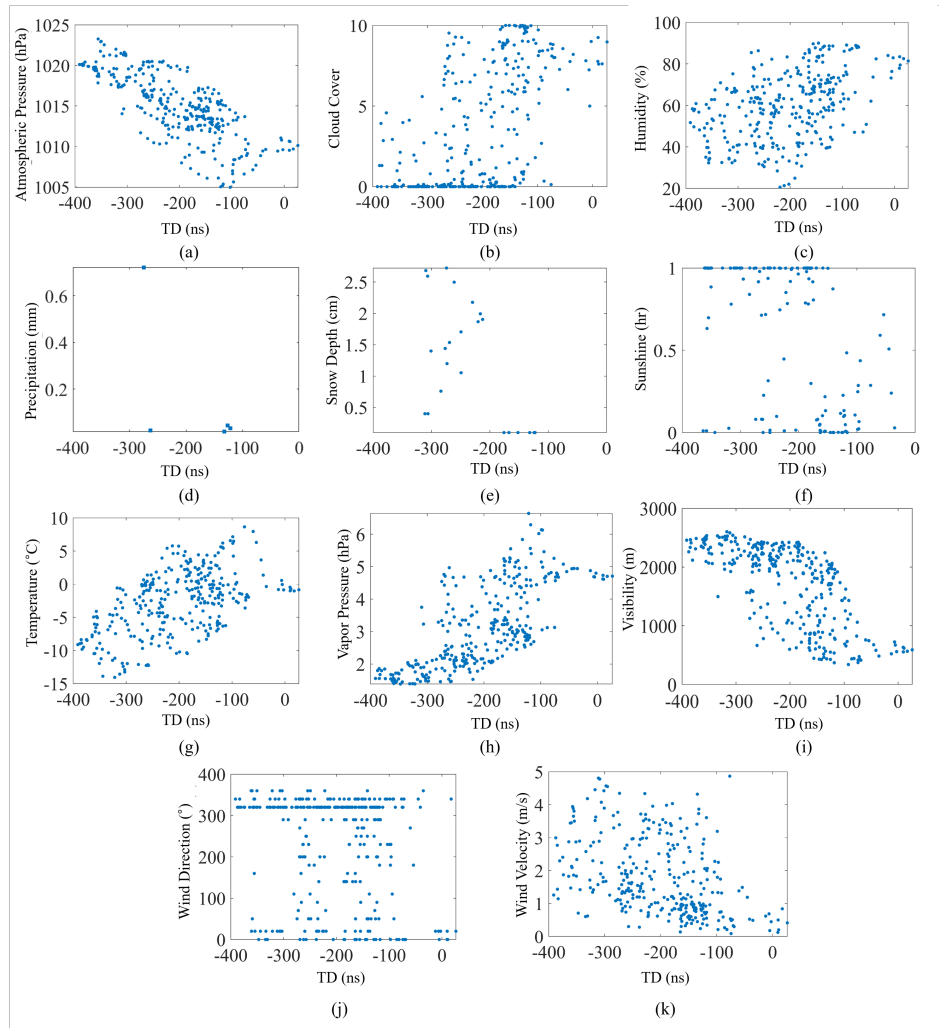 1025
1020
1015
1010
1005
Atmospheric Pressure (hPa)
-400 -300 -200 -100 0
TD (ns)
(a)
10
5
0
Cloud Cover
-400 -300 -200 -100 0
TD (ns)
(b)
100
80
60
40
20
Humidity (%)
-400 -300 -200 -100 0
TD (ns)
(c)
0.6
0.4
0.2
Precipitation (mm)
-400 -300 -200 -100 0
TD (ns)
(d)
2.5
2
1.5
1
0.5
Snow Depth (cm)
-400 -300 -200 -100 0
TD (ns)
(e)
1
0.5
0
Sunshine (hr)
-400 -300 -200 -100 0
TD (ns)
(f)
10
5
0
-5
-10
-15
Temperature (°C)
-400 -300 -200 -100 0
TD (ns)
(g)
6
5
4
3
2
Vapor Pressure (hPa)
-400 -300 -200 -100 0
TD (ns)
(h)
3000
2000
1000
0
Visibility (m)
-400 -300 -200 -100 0
TD (ns)
(i)
400
300
200
100
0
Wind Direction (°)
-400 -300 -200 -100 0
TD (ns)
(j)
5
4
3
2
1
0
Wind Velocity (m/s)
-400 -300 -200 -100 0
TD (ns)
(k)